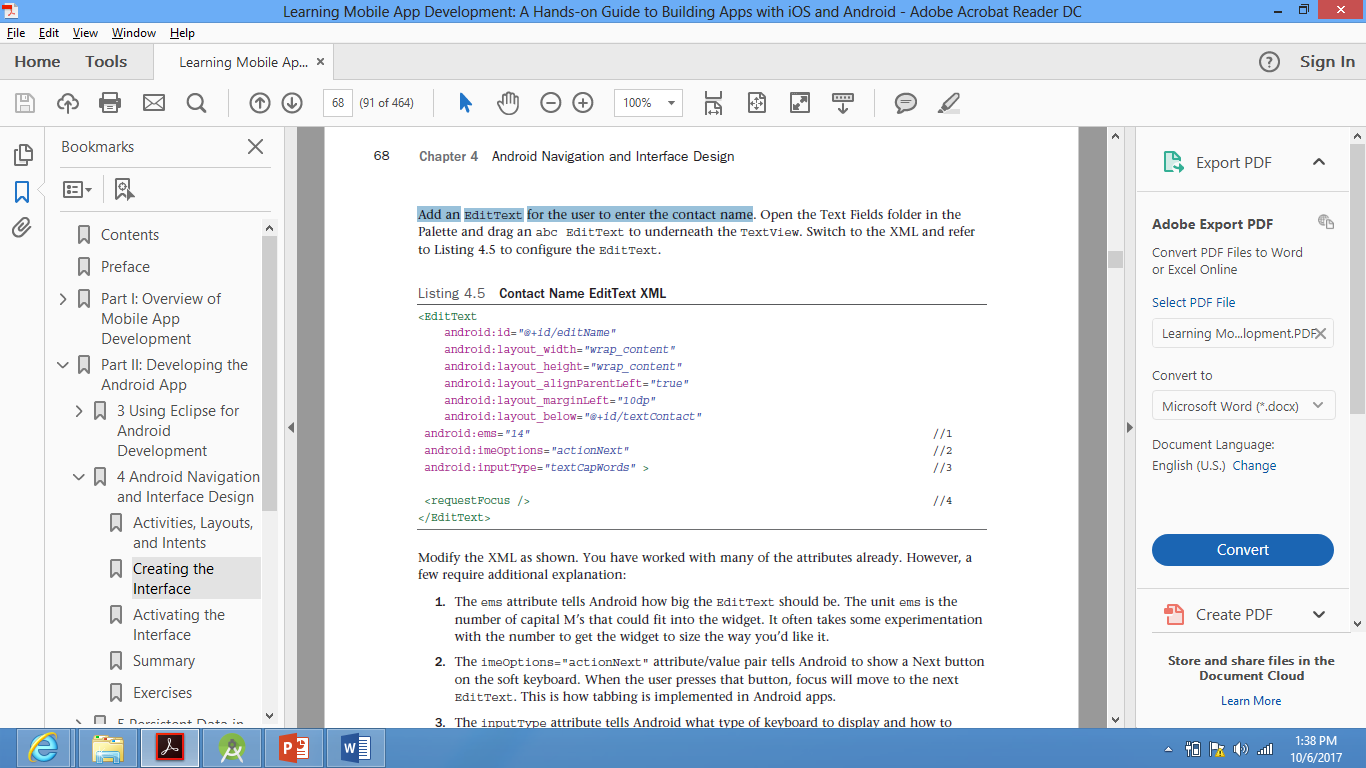 Learning Mobile App Development: A Hands-on Guide to Building Apps with iOS and Android - Adobe Acrobat Reader DC
File Edit View Window Help
Home Tools Learning Mobile Ap... × Sign In
68 (91 of 464) 100%
Bookmarks
Contents
Preface
Part I: Overview of
Mobile App
Development
Part II: Developing the
Android App
3 Using Eclipse for
Android
Development
4 Android Navigation
and Interface Design
Activities, Layouts,
and Intents
Creating the
Interface
Activating the
Interface
Summary
Exercises
5 Persistent Data in
68 Chapter 4 Android Navigation and Interface Design
Add an EditText for the user to enter the contact name. Open the Text Fields folder in the
Palette and drag an abc EditText to underneath the TextView. Switch to the XML and refer
to Listing 4.5 to configure the EditText.
Listing 4.5 Contact Name EditText XML
<EditText
android:id="@+id/editName"
android:layout_width="wrap_content"
android:layout_height="wrap_content"
android:layout_alignParentLeft="true"
android:layout_marginLeft="10dp"
android:layout_below="@+id/textContact"
android:ems="14" //1
android:imeOptions="actionNext" //2
android:inputType="textCapWords" > //3
<requestFocus /> //4
</EditText>
Modify the XML as shown. You have worked with many of the attributes already. However, a
few require additional explanation:
1. The ems attribute tells Android how big the EditText should be. The unit ems is the
number of capital M's that could fit into the widget. It often takes some experimentation
with the number to get the widget to size the way you'd like it.
2. The imeOptions="actionNext" attribute/value pair tells Android to show a Next button
on the soft keyboard. When the user presses that button, focus will move to the next
EditText. This is how tabbing is implemented in Android apps.
3. The inputType attribute tells Android what type of keyboard to display and how to
Export PDF
Adobe Export PDF
Convert PDF Files to Word
or Excel Online
Select PDF File
Learning Mo...lopment.PDF
Convert to
Microsoft Word (*.docx)
Document Language:
English (U.S.) Change
Convert
Create PDF
Store and share files in the
Document Cloud
Learn More
1:38 PM
10/6/2017